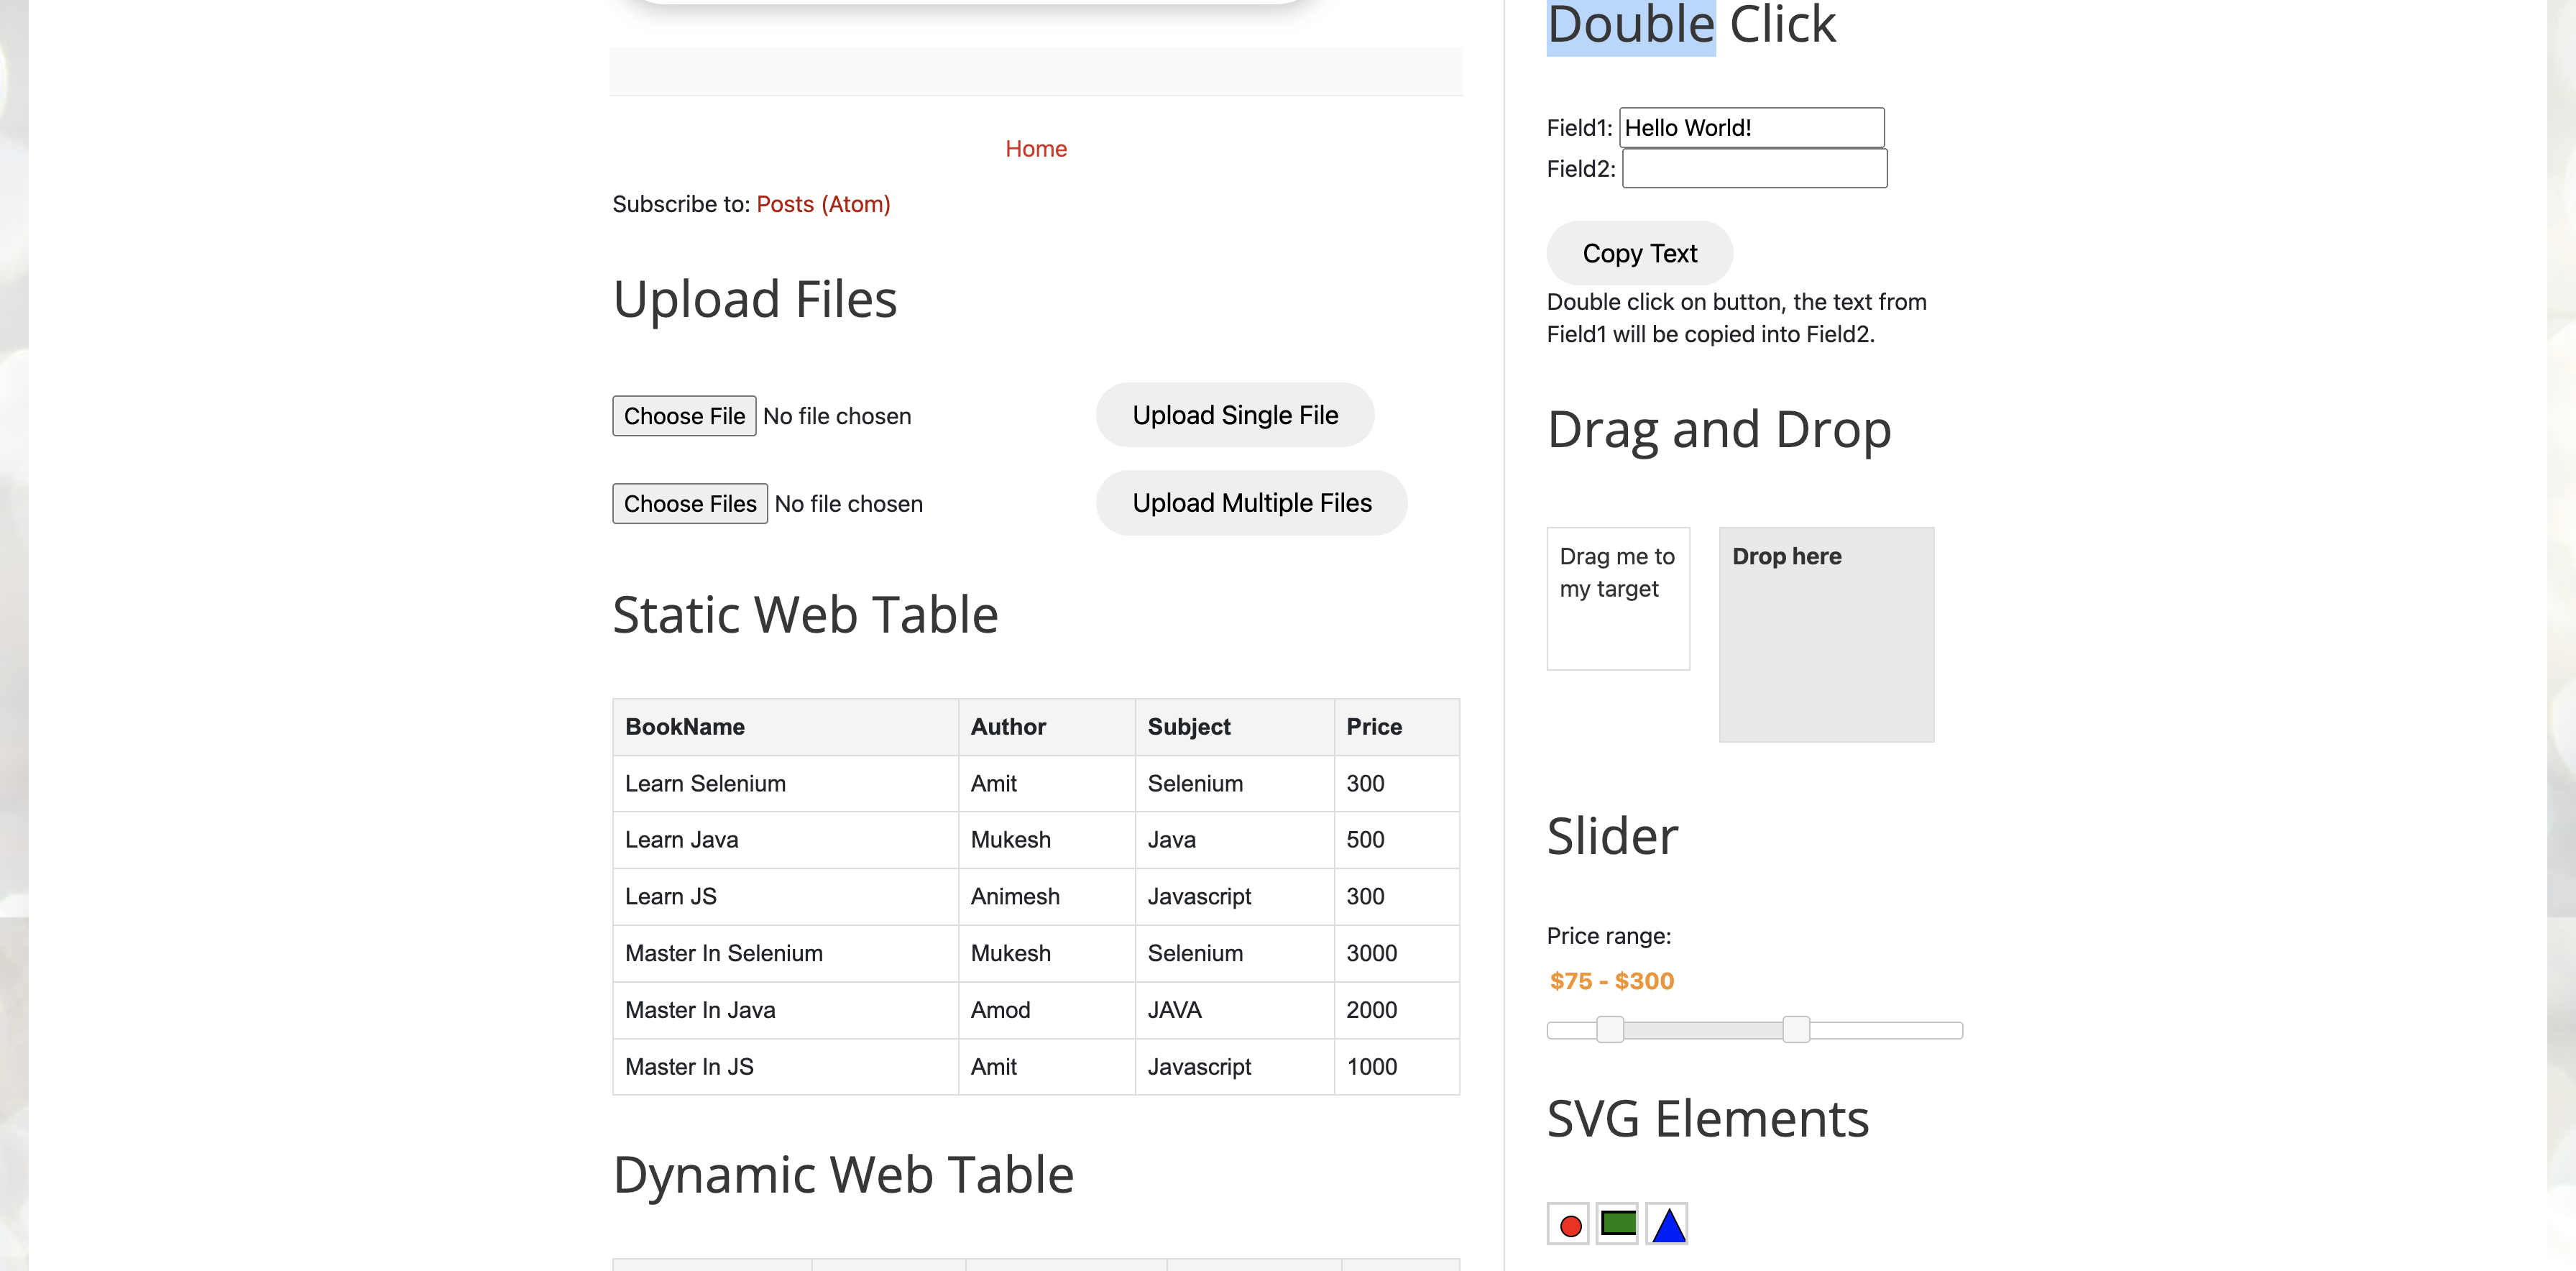 Home
Subscribe to: Posts (Atom)
Upload Files
Choose File No file chosen Upload Single File
Choose Files No file chosen Upload Multiple Files
Static Web Table
BookName Author Subject Price
Learn Selenium Amit Selenium 300
Learn Java Mukesh Java 500
Learn JS Animesh Javascript 300
Master In Selenium Mukesh Selenium 3000
Master In Java Amod JAVA 2000
Master In JS Amit Javascript 1000
Dynamic Web Table
Double Click
Field1: Hello World!
Field2:
Copy Text
Double click on button, the text from
Field1 will be copied into Field2.
Drag and Drop
Drag me to
my target
Drop here
Slider
Price range:
$75 - $300
SVG Elements